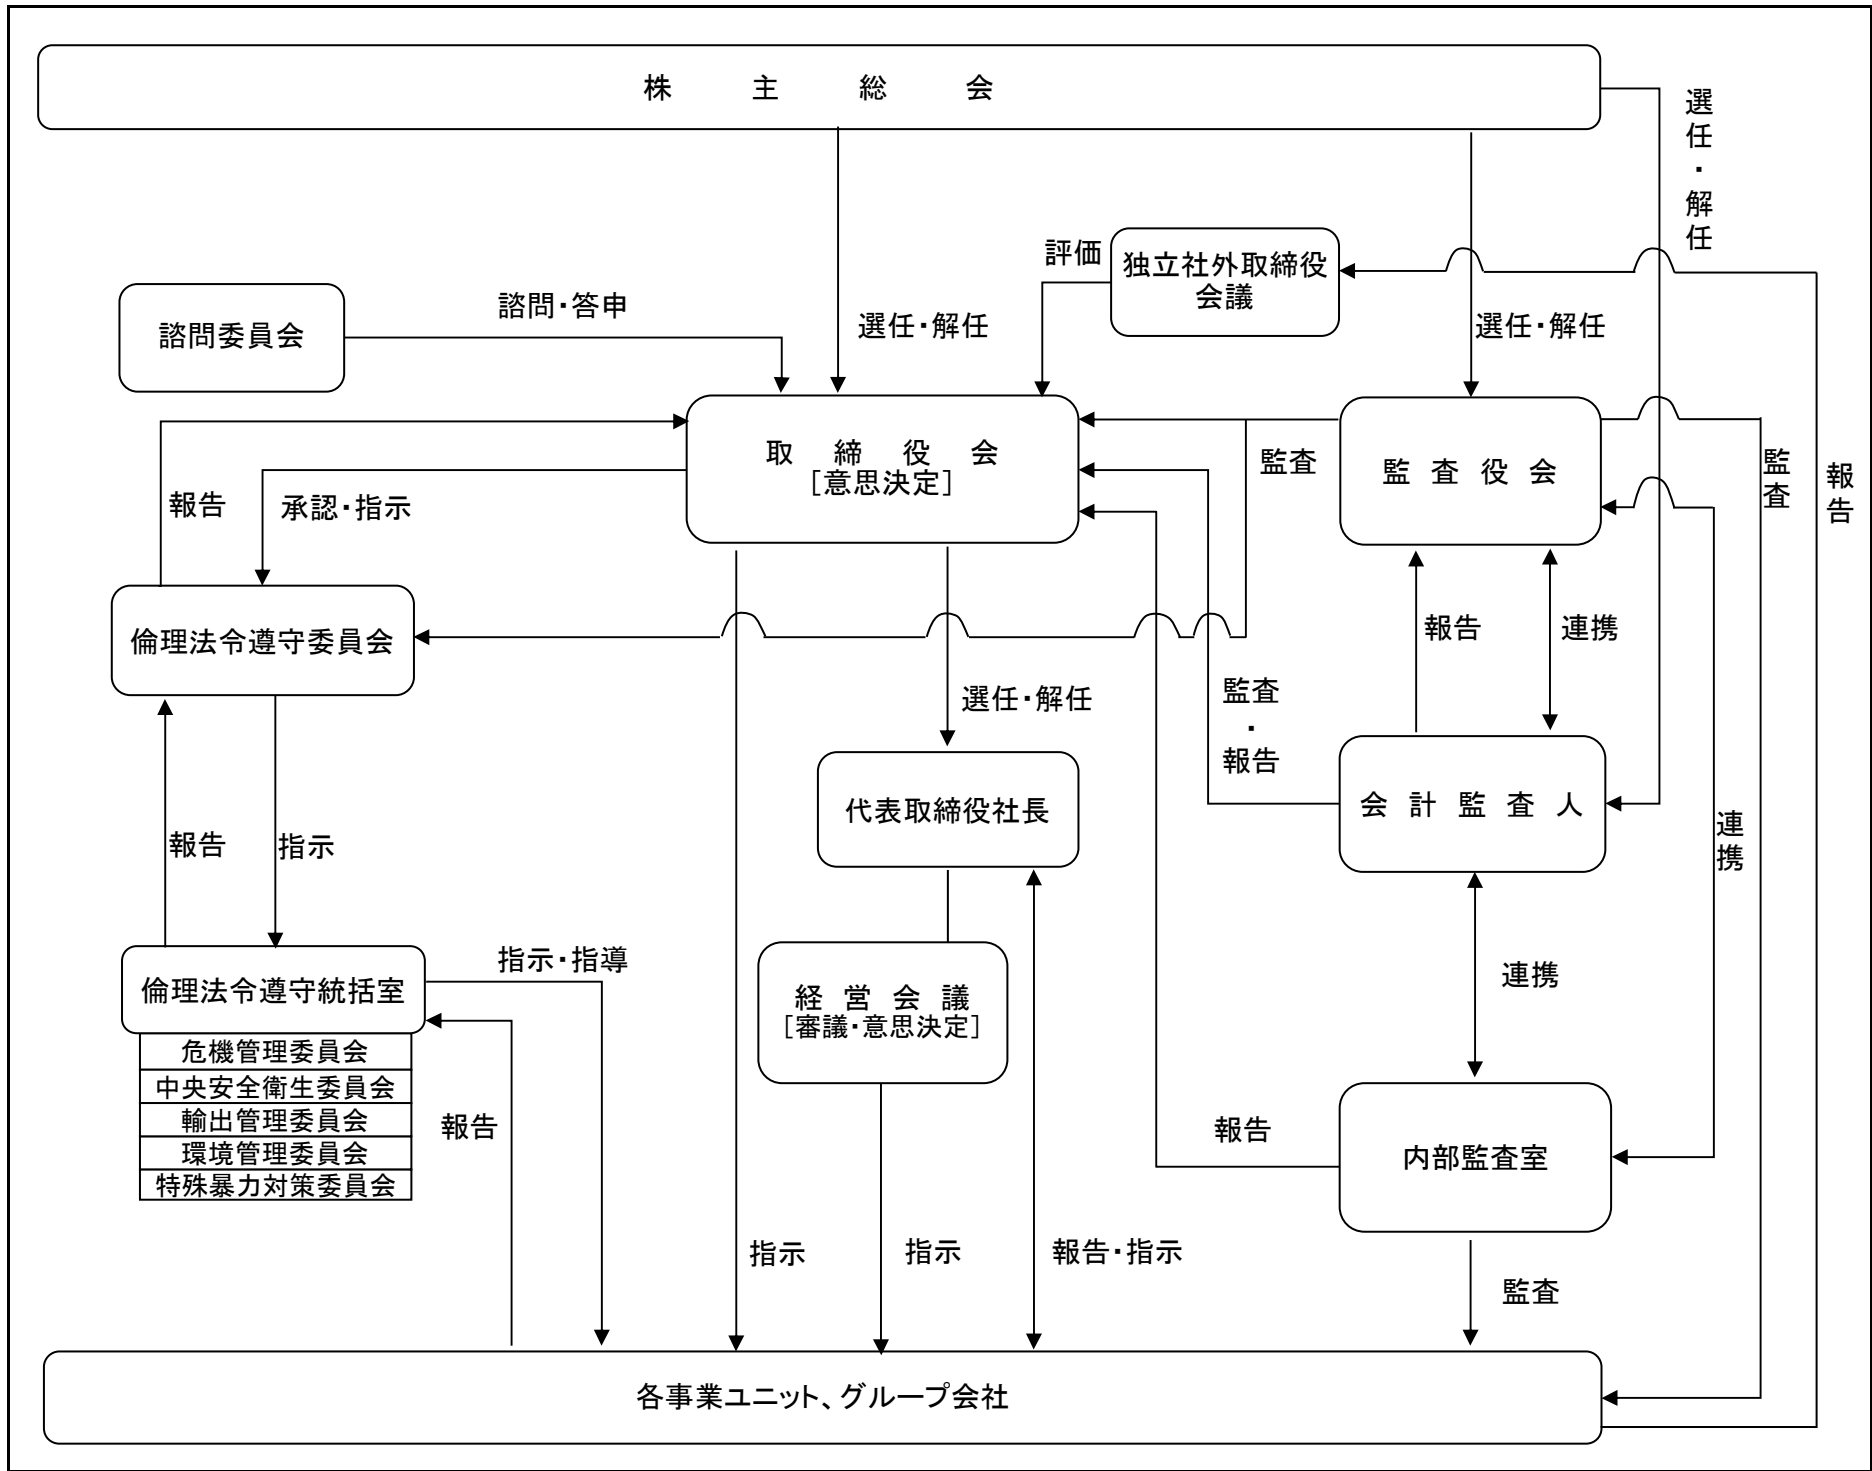 株主総会
選任・解任
評価
独立社外取締役
会議
諮問・答申
諮問委員会
選任・解任
選任・解任
取締役会
[意思決定]
監査
監査役会
監査
報告
報告
承認・指示
倫理法令遵守委員会
報告
連携
選任・解任
監査
・
報告
代表取締役社長
会計監査人
連携
報告
指示
指示・指導
連携
倫理法令遵守統括室
経営会議
[審議・意思決定]
危機管理委員会
中央安全衛生委員会
輸出管理委員会
環境管理委員会
特殊暴力対策委員会
報告
報告
内部監査室
指示
指示
報告・指示
監査
各事業ユニット、グループ会社